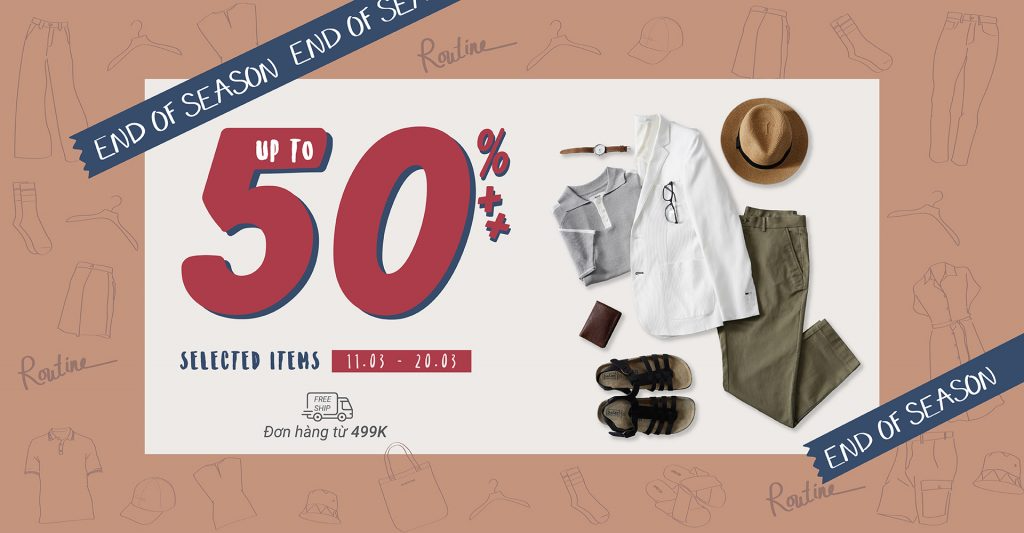 END OF SEASON END OF SEA
Routine
UP TO
50%++
SELECTED ITEMS 11.03 - 20.03
FREE
SHIP
Đơn hàng từ 499K
Routine
END OF SEASON
Routine